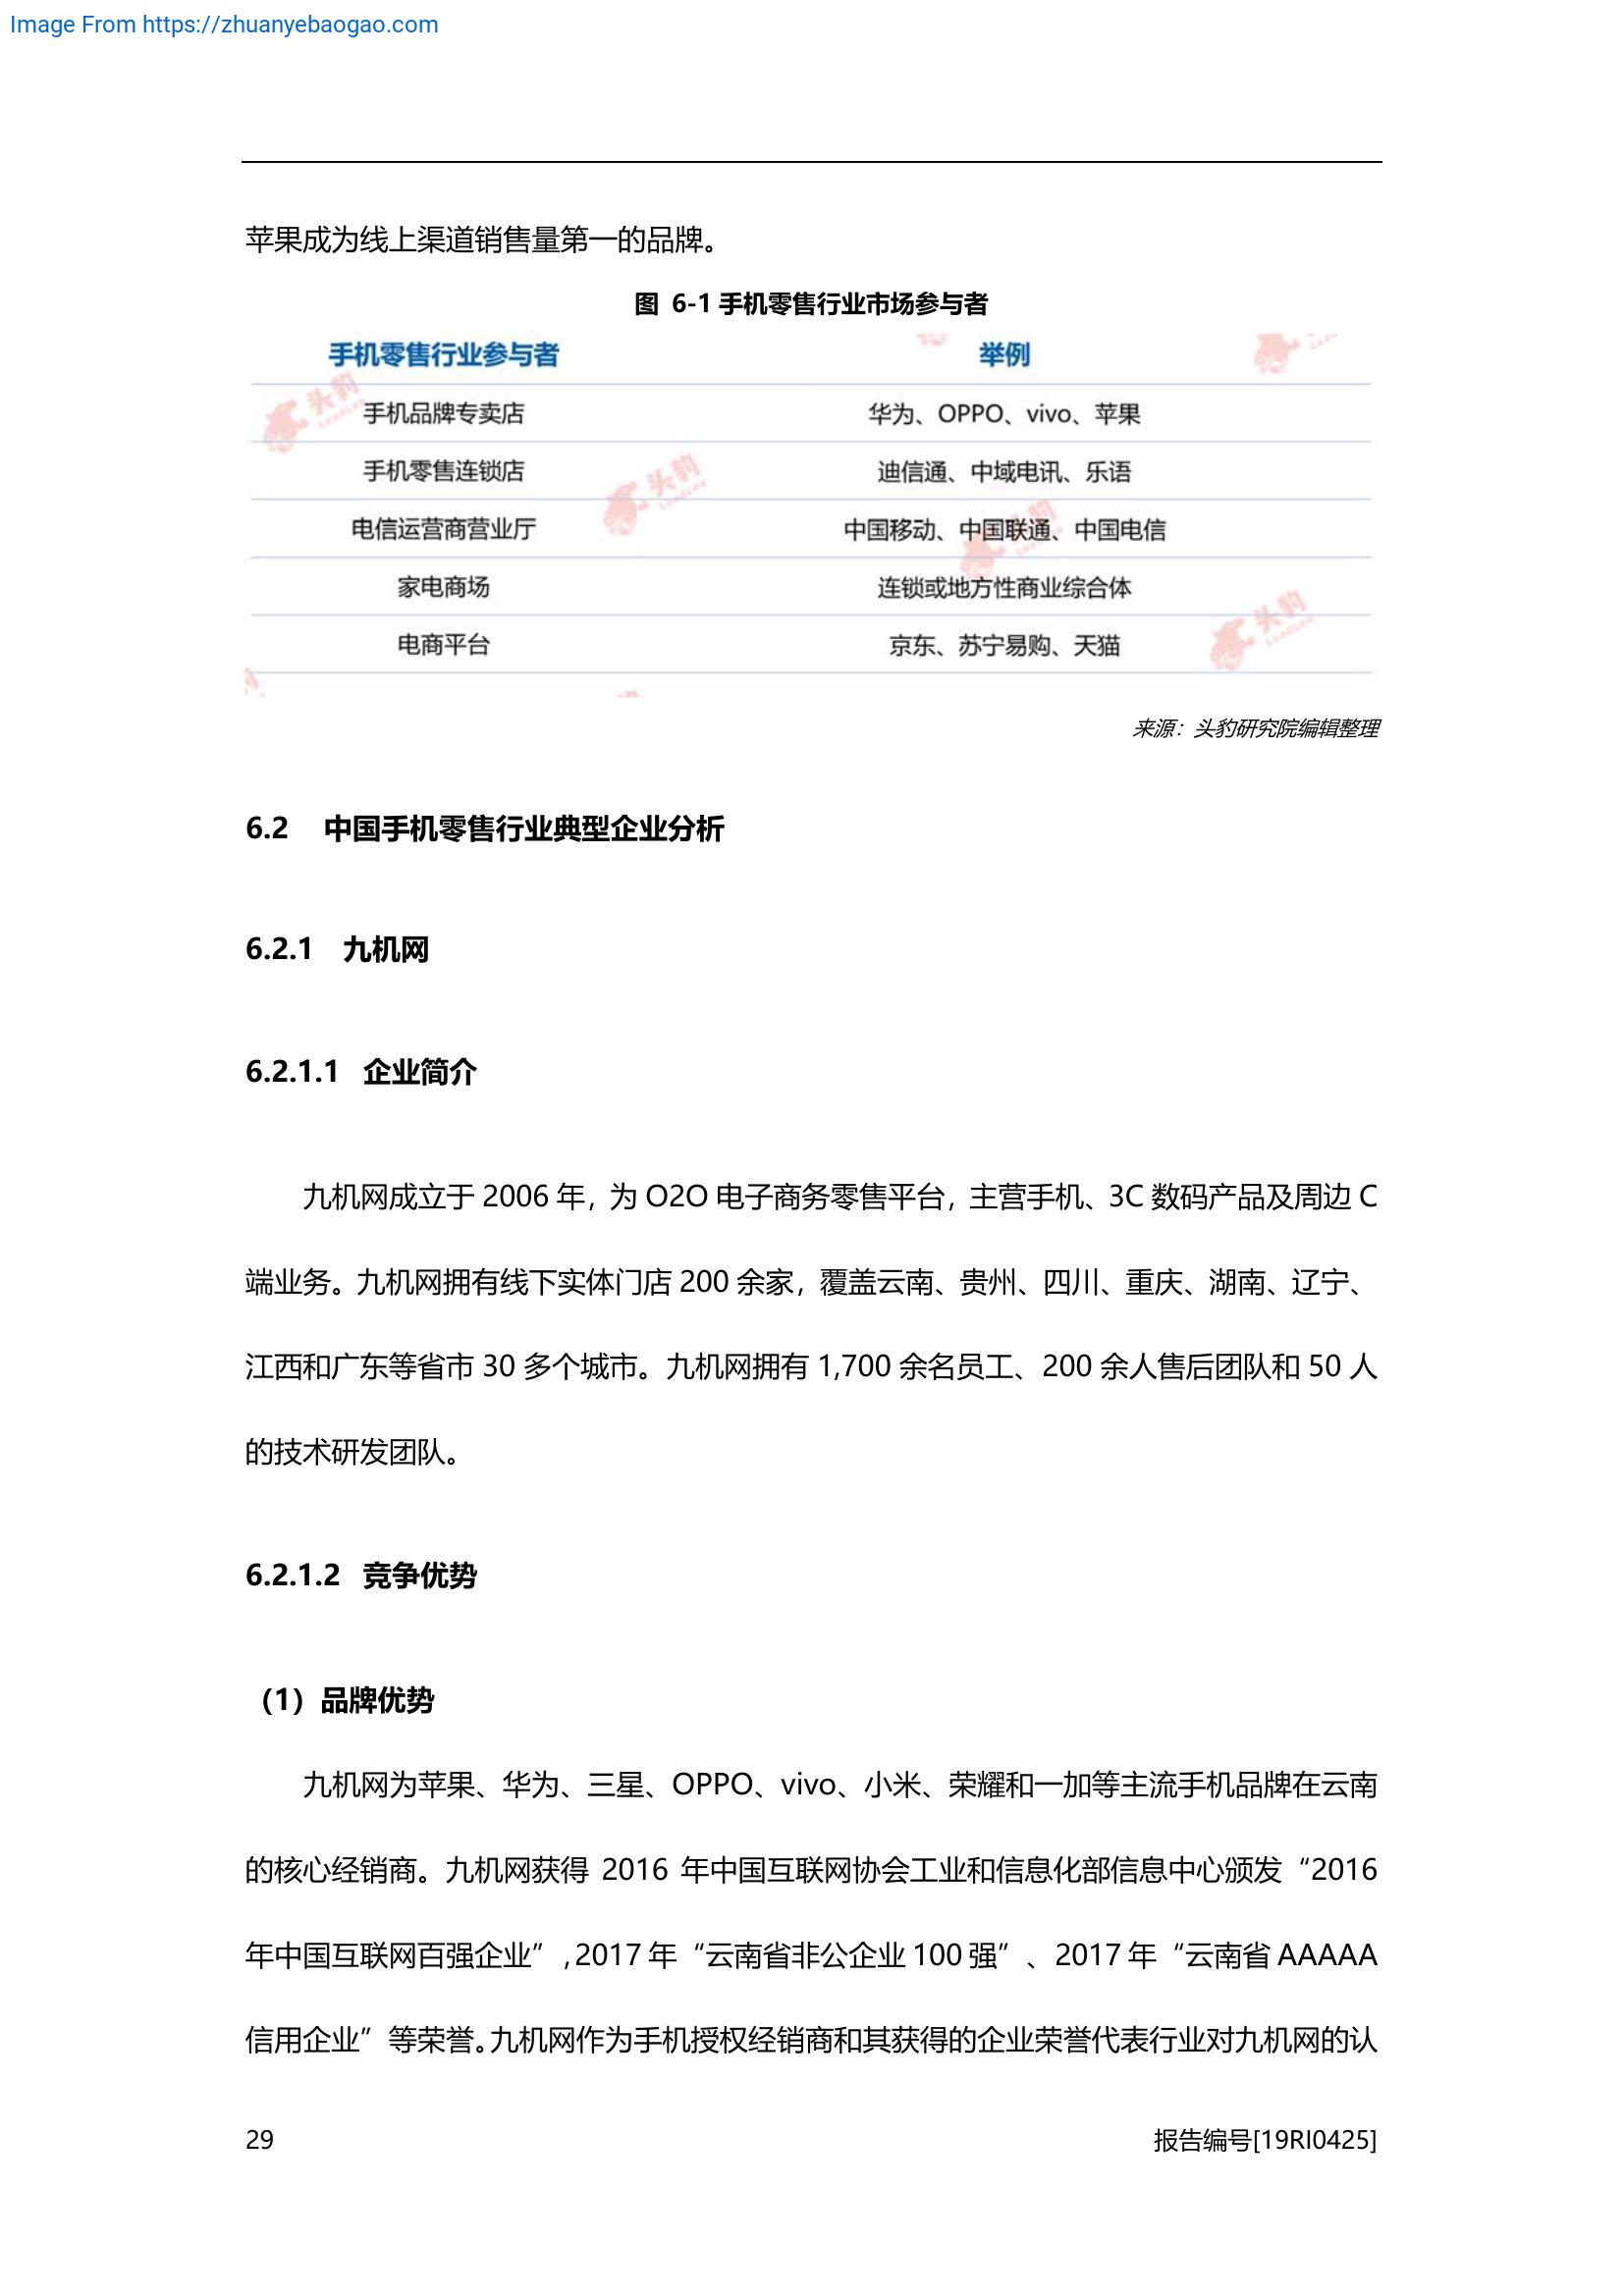 Image From https://zhuanyebaogao.com
苹果成为线上渠道销售量第一的品牌。
图 6-1 手机零售行业市场参与者
手机零售行业参与者 举例
手机品牌专卖店 华为、OPPO、vivo、苹果
手机零售连锁店 迪信通、中域电讯、乐语
电信运营商营业厅 中国移动、中国联通、中国电信
家电商场 连锁或地方性商业综合体
电商平台 京东、苏宁易购、天猫
来源：头豹研究院编辑整理
6.2 中国手机零售行业典型企业分析
6.2.1 九机网
6.2.1.1 企业简介
九机网成立于 2006 年，为 O2O 电子商务零售平台，主营手机、3C 数码产品及周边 C
端业务。九机网拥有线下实体门店 200 余家，覆盖云南、贵州、四川、重庆、湖南、辽宁、
江西和广东等省市 30 多个城市。九机网拥有 1,700 余名员工、200 余人售后团队和 50 人
的技术研发团队。
6.2.1.2 竞争优势
（1）品牌优势
九机网为苹果、华为、三星、OPPO、vivo、小米、荣耀和一加等主流手机品牌在云南
的核心经销商。九机网获得 2016 年中国互联网协会工业和信息化部信息中心颁发“2016
年中国互联网百强企业”，2017 年“云南省非公企业 100 强”、2017 年“云南省 AAAAA
信用企业”等荣誉。九机网作为手机授权经销商和其获得的企业荣誉代表行业对九机网的认
29 报告编号[19RI0425]